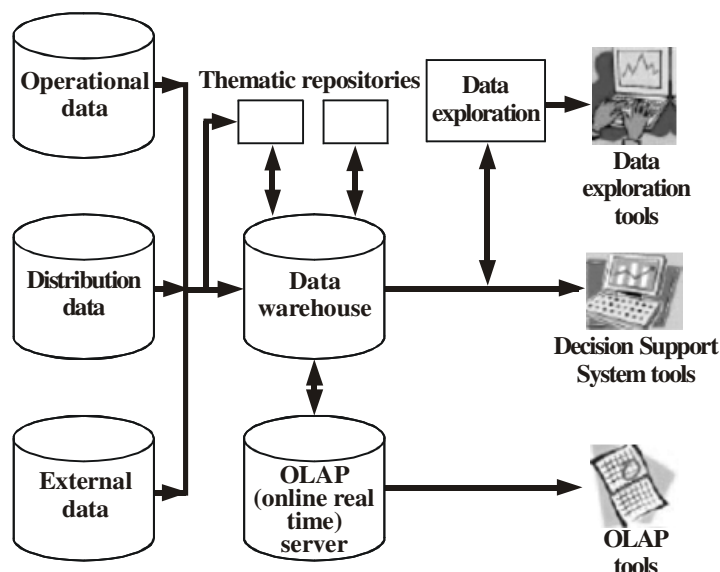 Operational
data
Thematic repositories
Data
exploration
Data
exploration
tools
Distribution
data
Data
warehouse
Decision Support
System tools
External
data
OLAP
(online real
time)
server
OLAP
tools